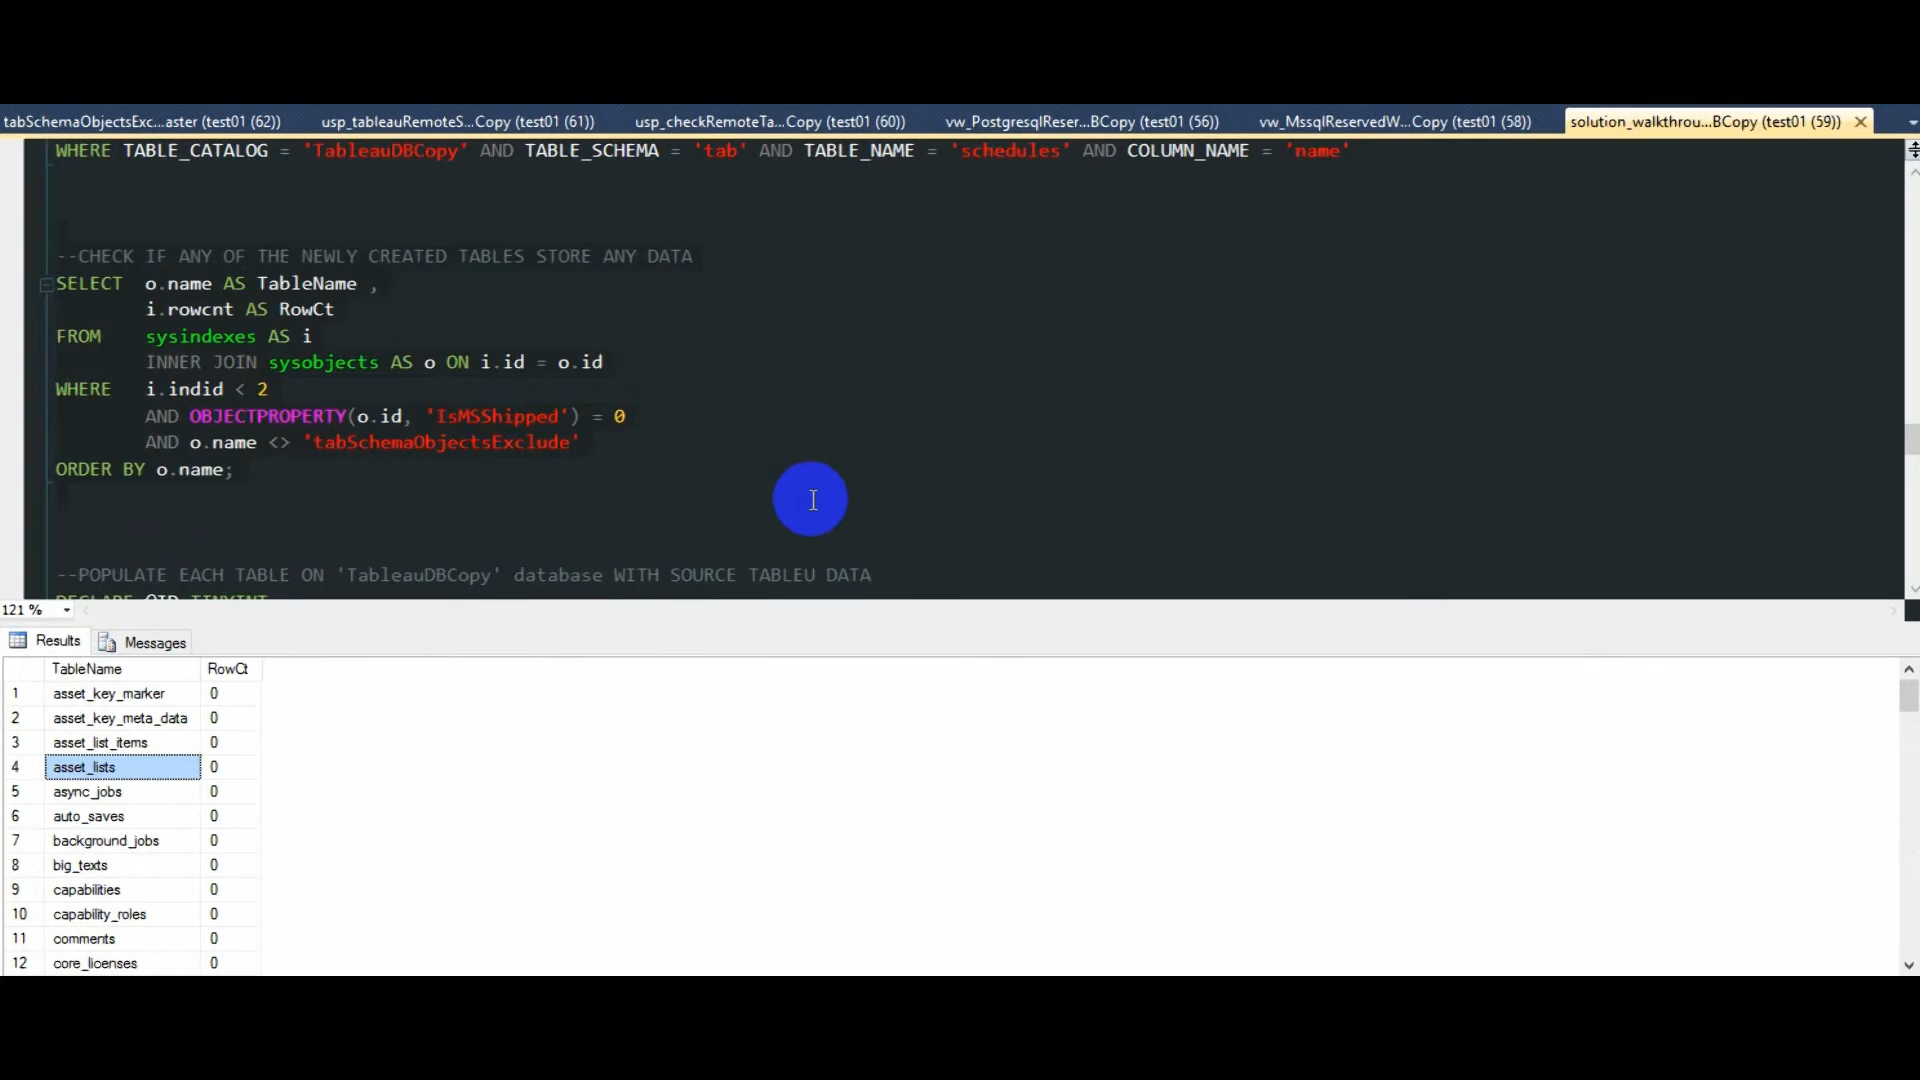 tabSchemaObjectsExc...aster (test01 (62)) usp_tableauRemoteS...Copy (test01 (61)) usp_checkRemoteTa...Copy (test01 (60)) vw_PostgresqlReser...BCopy (test01 (56)) vw_MssqlReservedW...Copy (test01 (58)) solution_walkthrou...BCopy (test01 (59))
WHERE TABLE_CATALOG = 'TableauDBCopy' AND TABLE_SCHEMA = 'tab' AND TABLE_NAME = 'schedules' AND COLUMN_NAME = 'name'
--CHECK IF ANY OF THE NEWLY CREATED TABLES STORE ANY DATA
SELECT o.name AS TableName ,
i.rowcnt AS RowCt
FROM sysindexes AS i
INNER JOIN sysobjects AS o ON i.id = o.id
WHERE i.indid < 2
AND OBJECTPROPERTY(o.id, 'IsMSShipped') = 0
AND o.name <> 'tabSchemaObjectsExclude'
ORDER BY o.name;
--POPULATE EACH TABLE ON 'TableauDBCopy' database WITH SOURCE TABLEU DATA
DECLARE @ID TINYINT
121 %
Results Messages
TableName RowCt
1 asset_key_marker 0
2 asset_key_meta_data 0
3 asset_list_items 0
4 asset_lists 0
5 async_jobs 0
6 auto_saves 0
7 background_jobs 0
8 big_texts 0
9 capabilities 0
10 capability_roles 0
11 comments 0
12 core_licenses 0